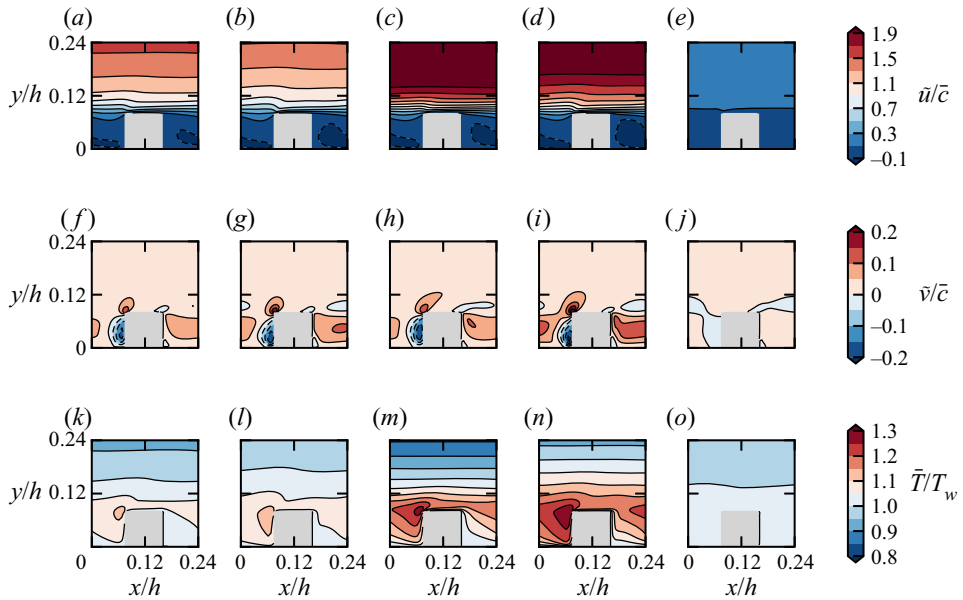 (a) (b) (c) (d) (e)
0.24
y/h 0.12
0
1.9
1.5
1.1
0.7
0.3
–0.1
ũ/c̄
(f) (g) (h) (i) (j)
0.24
y/h 0.12
0
0.2
0.1
0
–0.1
–0.2
ṽ/c̄
(k) (l) (m) (n) (o)
0.24
y/h 0.12
0 0.12 0.24 0 0.12 0.24 0 0.12 0.24 0 0.12 0.24 0 0.12 0.24
x/h x/h x/h x/h x/h
1.3
1.2
1.1
1.0
0.9
0.8
T̄/T_w